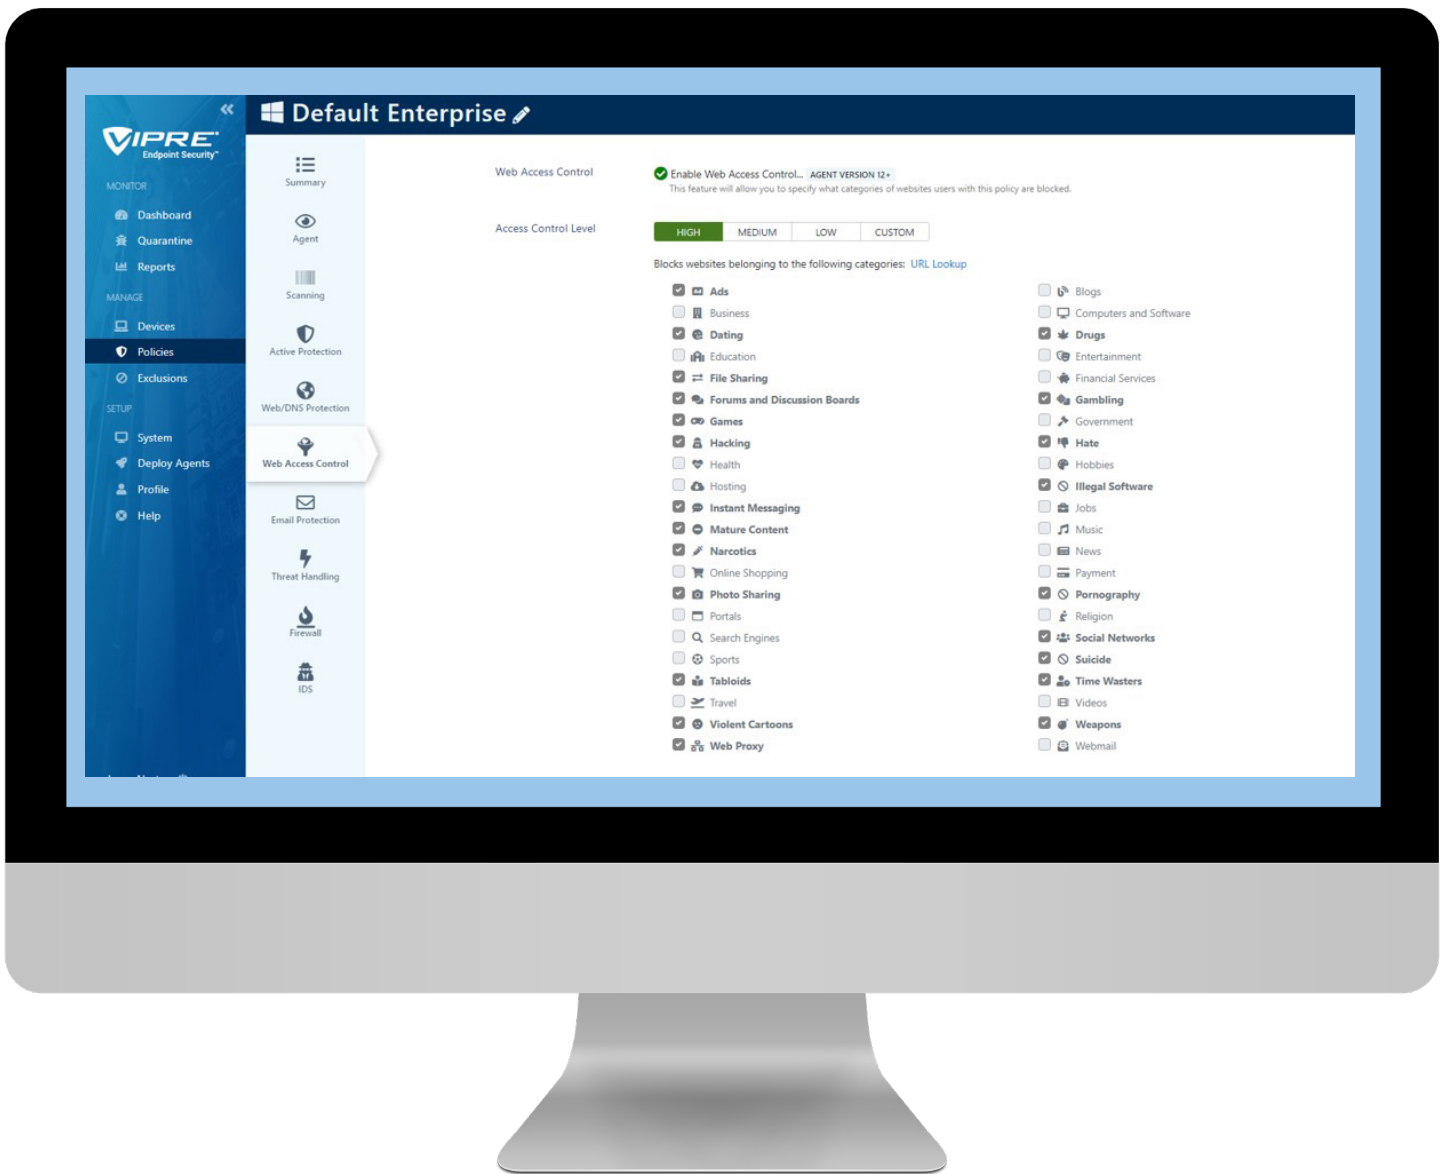 Default Enterprise
VIPRE
Endpoint Security™
MONITOR
Dashboard
Quarantine
Reports
MANAGE
Devices
Policies
Exclusions
SETUP
System
Deploy Agents
Profile
Help
Summary
Agent
Scanning
Active Protection
Web/DNS Protection
Web Access Control
Email Protection
Threat Handling
Firewall
IDS
Web Access Control
Enable Web Access Control... AGENT VERSION 12+
This feature will allow you to specify what categories of websites users with this policy are blocked.
Access Control Level
HIGH MEDIUM LOW CUSTOM
Blocks websites belonging to the following categories: URL Lookup
Ads Blogs
Business Computers and Software
Dating Drugs
Education Entertainment
File Sharing Financial Services
Forums and Discussion Boards Gambling
Games Government
Hacking Hate
Health Hobbies
Hosting Illegal Software
Instant Messaging Jobs
Mature Content Music
Narcotics News
Online Shopping Payment
Photo Sharing Pornography
Portals Religion
Search Engines Social Networks
Sports Suicide
Tabloids Time Wasters
Travel Videos
Violent Cartoons Weapons
Web Proxy Webmail